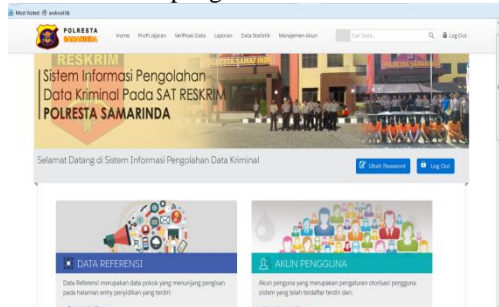 Most Visited androidtik
POLRESTA
SAMARINDA
Home Profil Jajaran Verifikasi Data Laporan Data Statistik Manajemen Akun Cari Data... Log Out
RESKRIM
POLRESTA SAMARINDA
Sistem Informasi Pengolahan
Data Kriminal Pada SAT RESKRIM
POLRESTA SAMARINDA
Selamat Datang di Sistem Informasi Pengolahan Data Kriminal
Ubah Password Log Out
DATA REFERENSI
Data Referensi merupakan data pokok yang menunjang pengisian
pada halaman entry penyidikan yang terdiri:
AKUN PENGGUNA
Akun pengguna yang merupakan pengaturan otorisasi pengguna
sistem yang telah terdaftar terdiri dari: